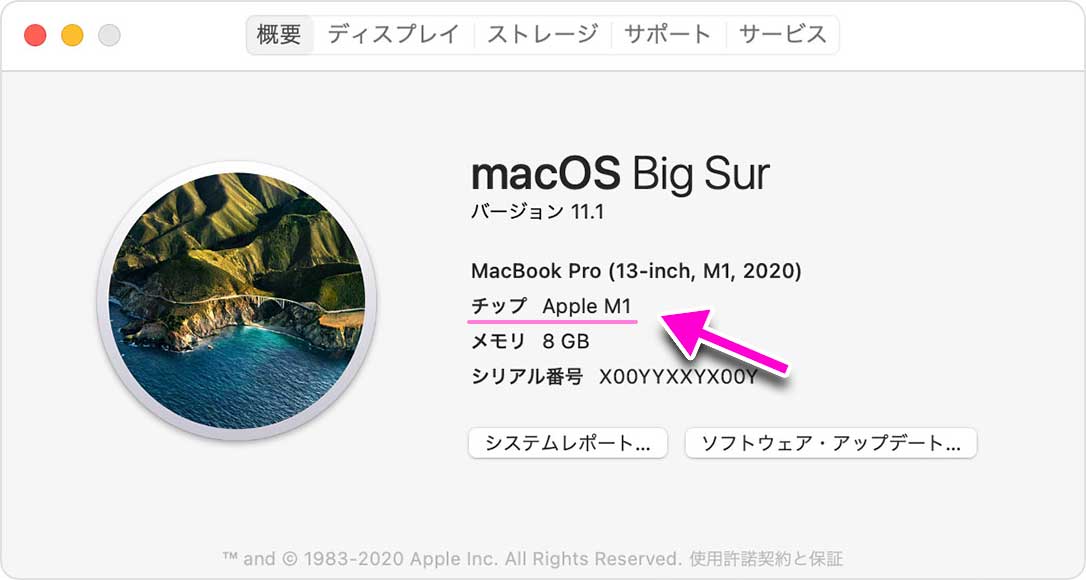 概要 ディスプレイ ストレージ サポート サービス
macOS Big Sur
バージョン 11.1
MacBook Pro (13-inch, M1, 2020)
チップ Apple M1
メモリ 8 GB
シリアル番号 X00YYXXYX00Y
システムレポート... ソフトウェア・アップデート...
™ and © 1983-2020 Apple Inc. All Rights Reserved. 使用許諾契約と保証